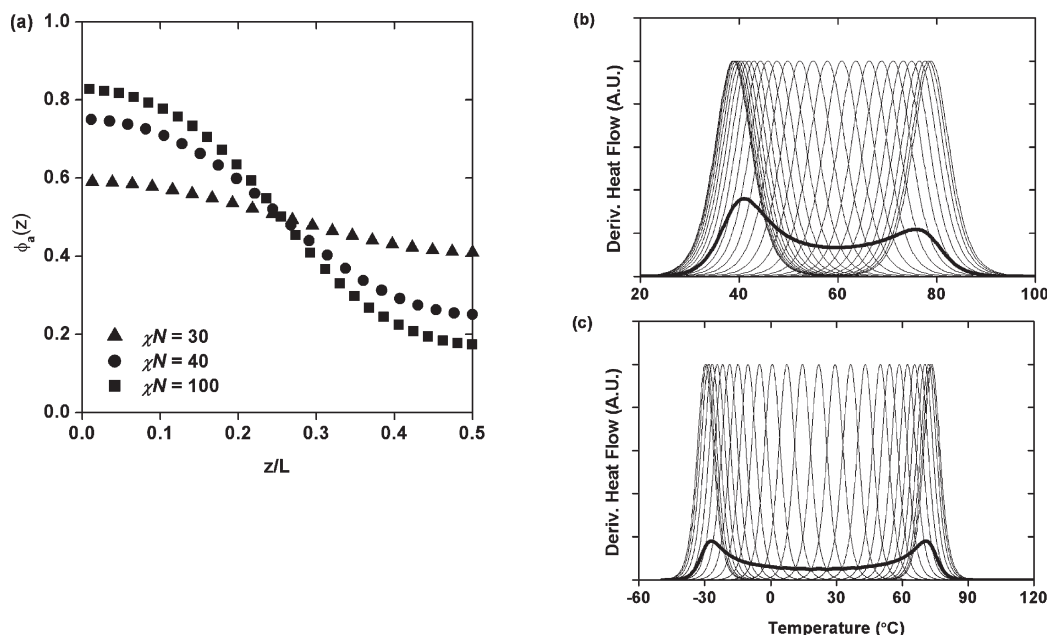 (a)
1.0
0.8
0.6
0.4
0.2
0.0
ϕa(z)
χN = 30
χN = 40
χN = 100
0.0 0.1 0.2 0.3 0.4 0.5
z/L
(b)
Deriv. Heat Flow (A.U.)
20 40 60 80 100
(c)
Deriv. Heat Flow (A.U.)
-60 -30 0 30 60 90 120
Temperature (°C)